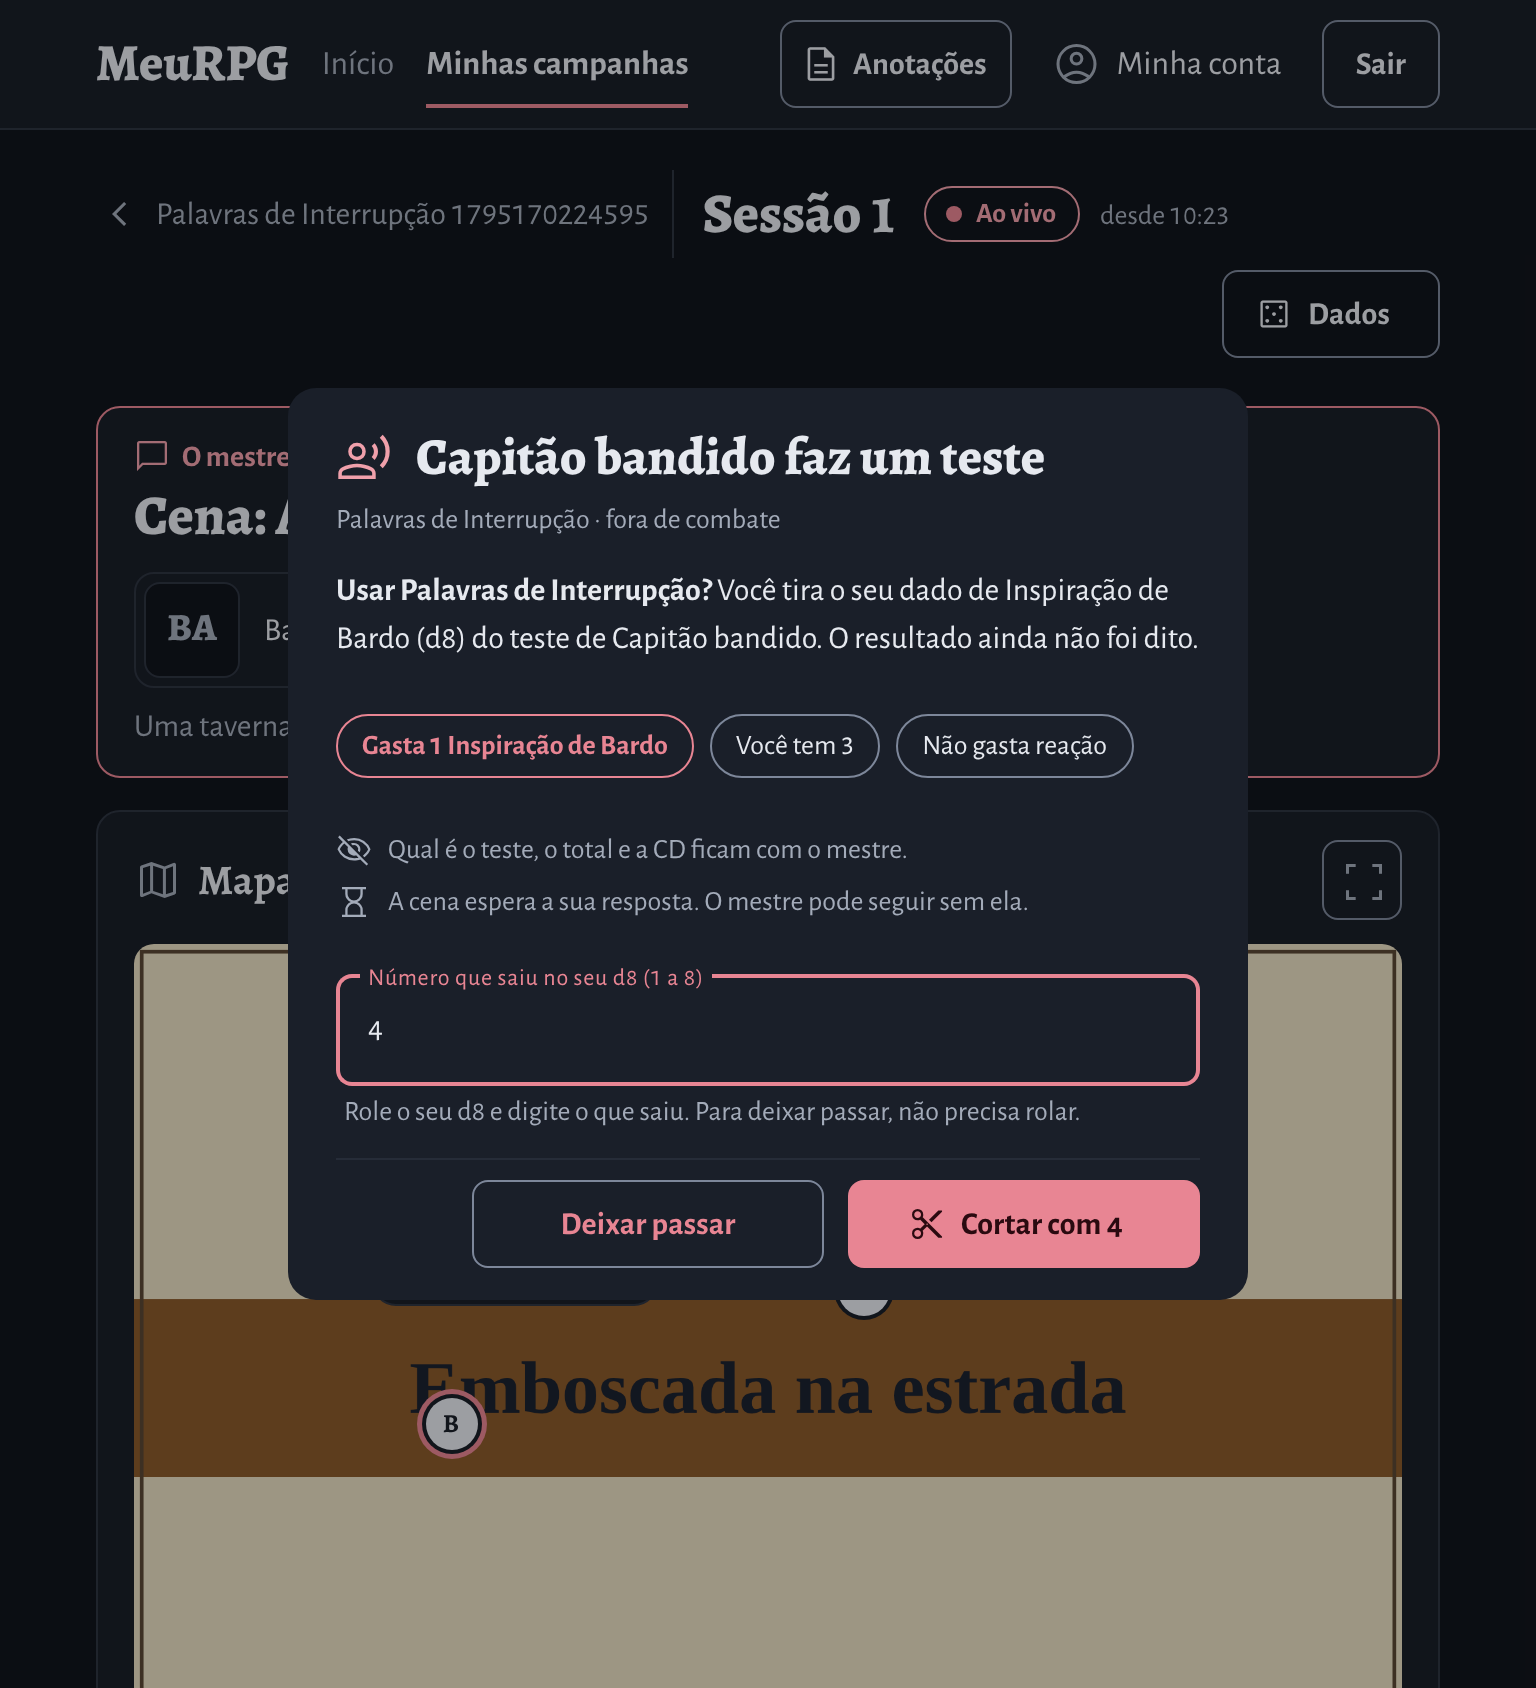 MeuRPG Início Minhas campanhas Anotações Minha conta Sair
Palavras de Interrupção 1795170224595 Sessão 1 Ao vivo desde 10:23
Dados
O mestre
Cena:
BA
Uma taverna
Mapa
Capitão bandido faz um teste
Palavras de Interrupção · fora de combate
Usar Palavras de Interrupção? Você tira o seu dado de Inspiração de
Bardo (d8) do teste de Capitão bandido. O resultado ainda não foi dito.
Gasta 1 Inspiração de Bardo Você tem 3 Não gasta reação
Qual é o teste, o total e a CD ficam com o mestre.
A cena espera a sua resposta. O mestre pode seguir sem ela.
Número que saiu no seu d8 (1 a 8)
4
Role o seu d8 e digite o que saiu. Para deixar passar, não precisa rolar.
Deixar passar Cortar com 4
Emboscada na estrada
B